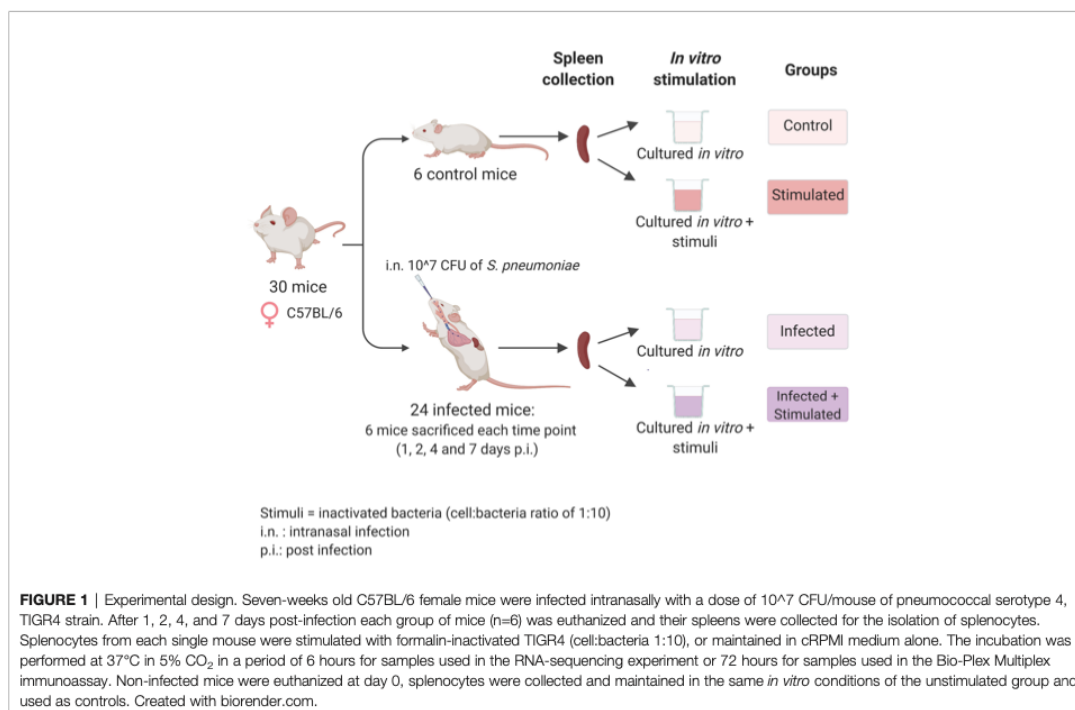 Spleen
collection
In vitro
stimulation
Groups
Cultured in vitro
Control
6 control mice
Stimulated
Cultured in vitro +
stimuli
i.n. 10^7 CFU of S. pneumoniae
30 mice
C57BL/6
Cultured in vitro
Infected
24 infected mice:
6 mice sacrificed each time point
(1, 2, 4 and 7 days p.i.)
Cultured in vitro +
stimuli
Infected +
Stimulated
Stimuli = inactivated bacteria (cell:bacteria ratio of 1:10)
i.n. : intranasal infection
p.i.: post infection
FIGURE 1 | Experimental design. Seven-weeks old C57BL/6 female mice were infected intranasally with a dose of 10^7 CFU/mouse of pneumococcal serotype 4,
TIGR4 strain. After 1, 2, 4, and 7 days post-infection each group of mice (n=6) was euthanized and their spleens were collected for the isolation of splenocytes.
Splenocytes from each single mouse were stimulated with formalin-inactivated TIGR4 (cell:bacteria 1:10), or maintained in cRPMI medium alone. The incubation was
performed at 37°C in 5% CO₂ in a period of 6 hours for samples used in the RNA-sequencing experiment or 72 hours for samples used in the Bio-Plex Multiplex
immunoassay. Non-infected mice were euthanized at day 0, splenocytes were collected and maintained in the same in vitro conditions of the unstimulated group and
used as controls. Created with biorender.com.